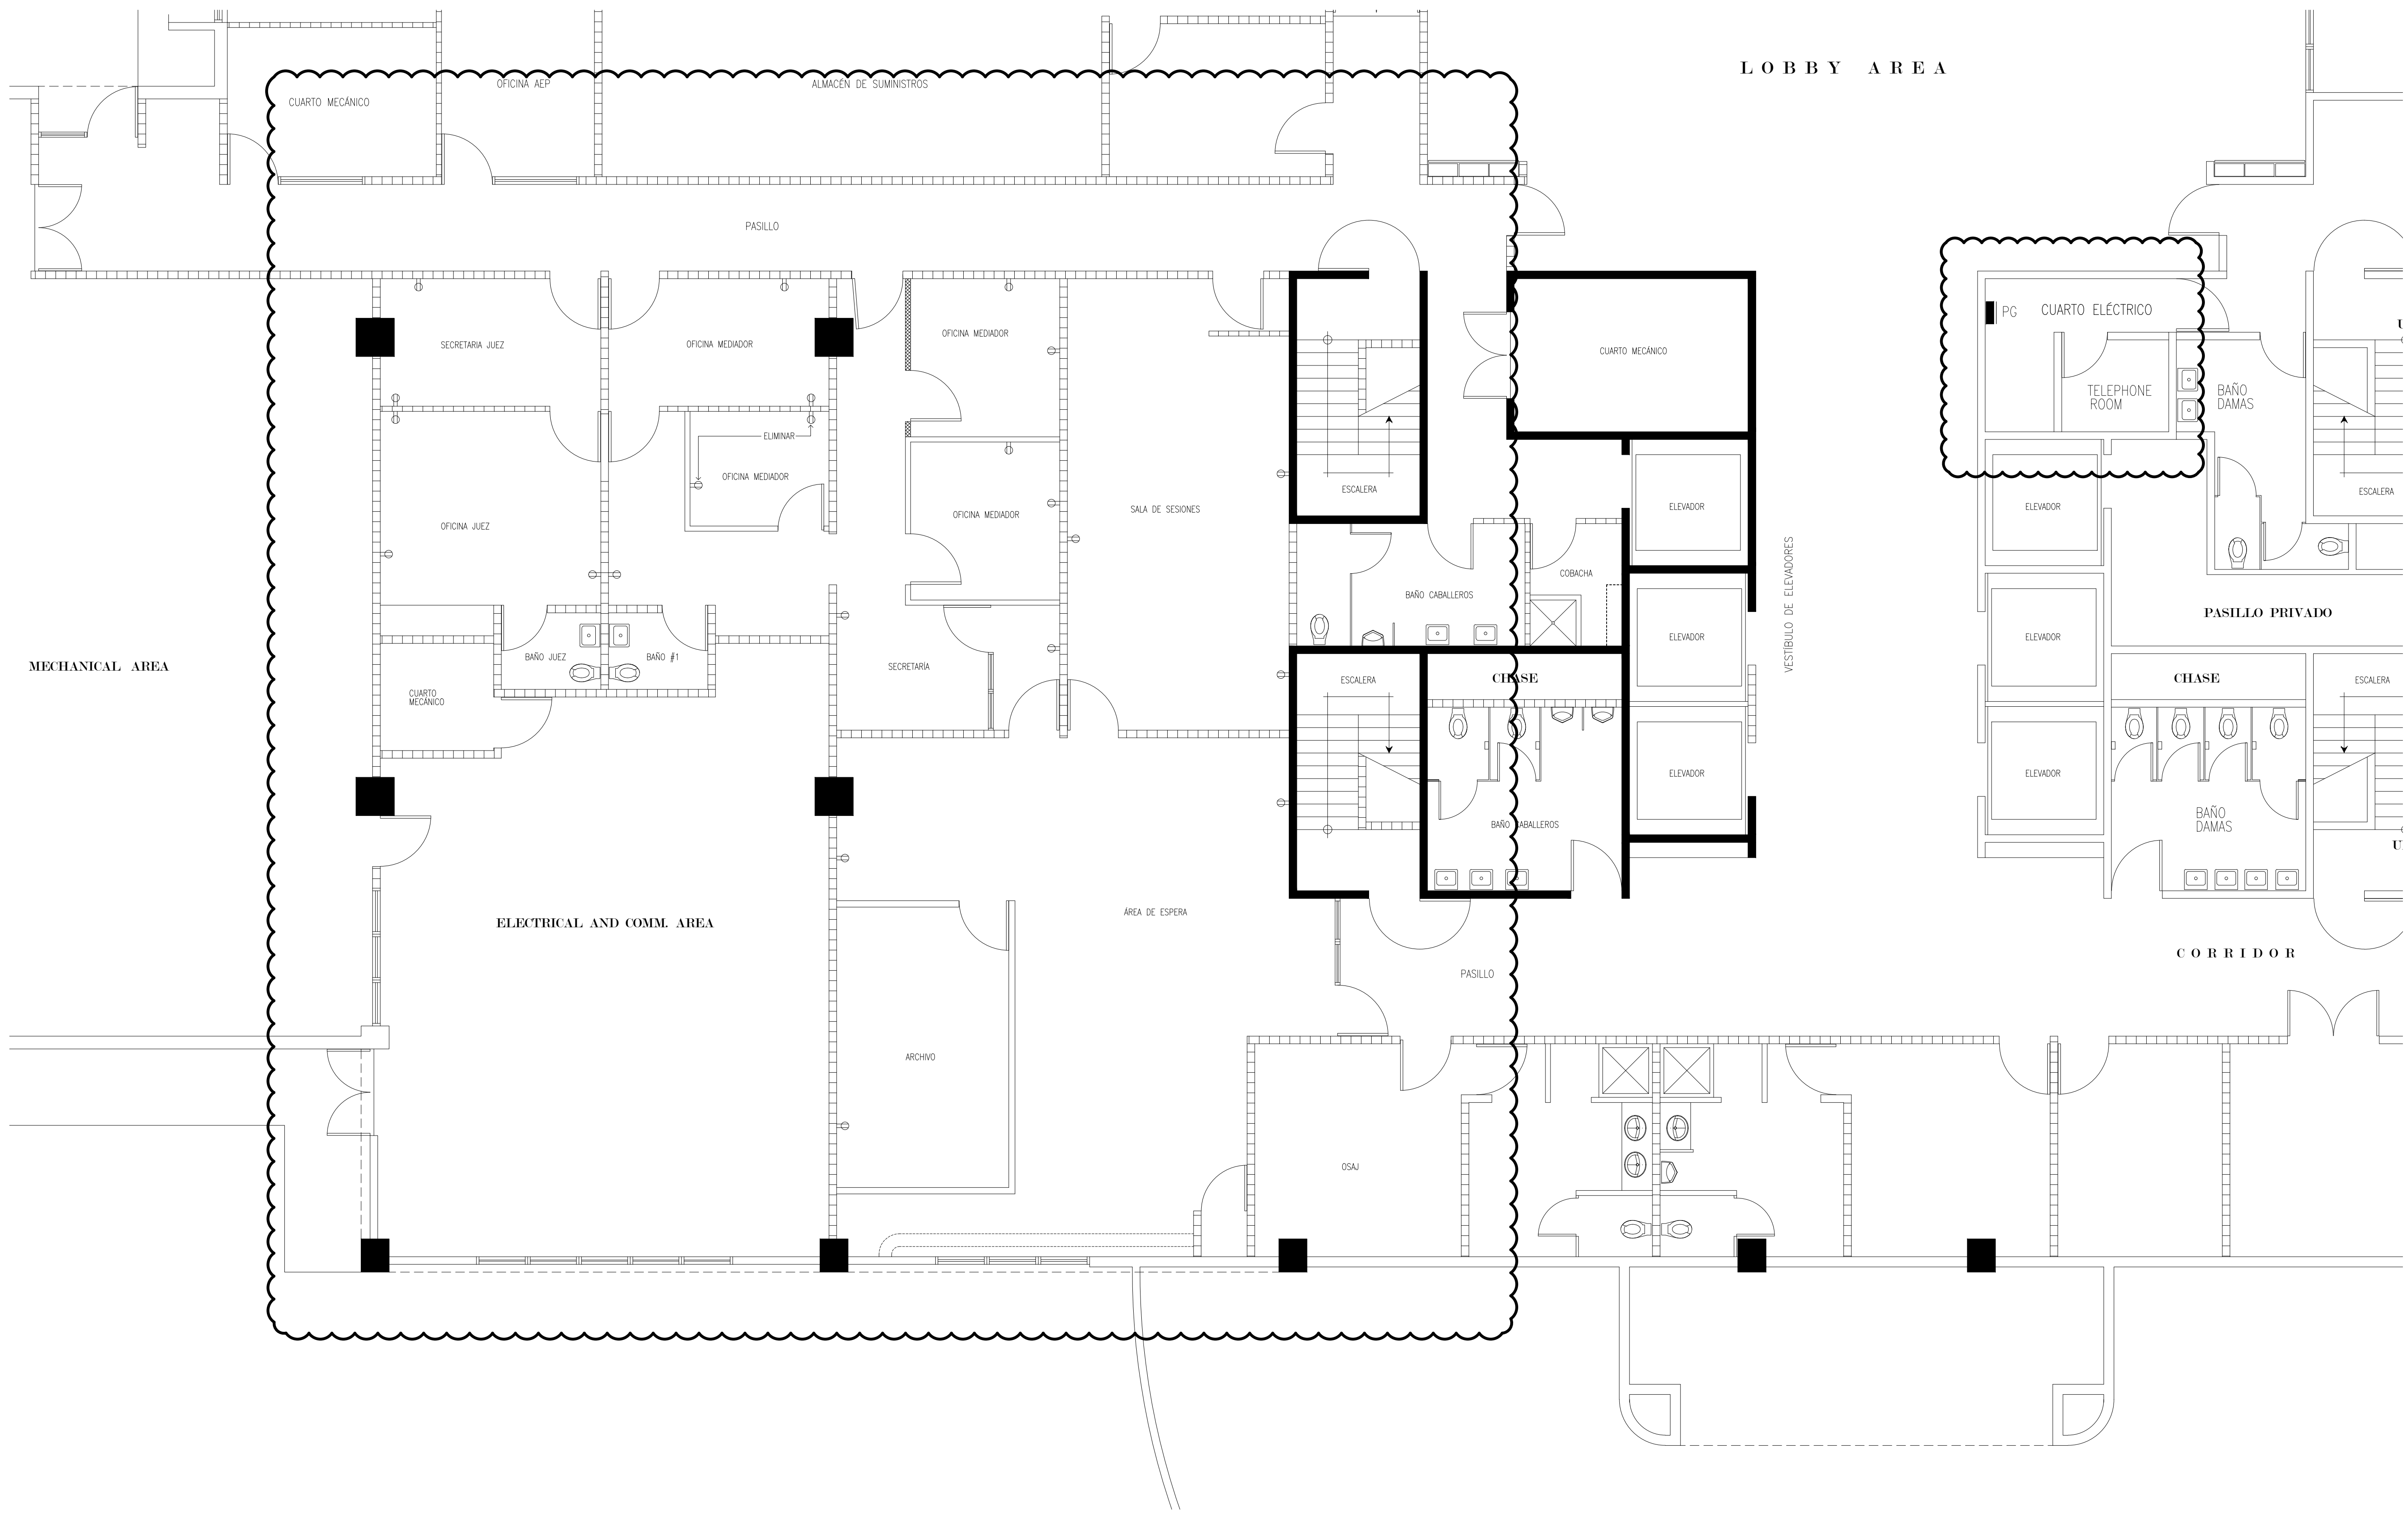 LOBBY AREA
OFICINA AEP
ALMACÉN DE SUMINISTROS
CUARTO MECÁNICO
PASILLO
PG
CUARTO ELÉCTRICO
SECRETARIA JUEZ
OFICINA MEDIADOR
OFICINA MEDIADOR
CUARTO MECÁNICO
TELEPHONE
ROOM
BAÑO
DAMAS
ELIMINAR
OFICINA MEDIADOR
ESCALERA
ESCALERA
OFICINA JUEZ
OFICINA MEDIADOR
SALA DE SESIONES
ELEVADOR
ELEVADOR
COBACHA
BAÑO CABALLEROS
VESTÍBULO DE ELEVADORES
PASILLO PRIVADO
ELEVADOR
ELEVADOR
MECHANICAL AREA
BAÑO JUEZ
BAÑO #1
SECRETARÍA
ESCALERA
CHASE
CHASE
ESCALERA
CUARTO
MECÁNICO
ELEVADOR
ELEVADOR
BAÑO CABALLEROS
BAÑO
DAMAS
U
ELECTRICAL AND COMM. AREA
ÁREA DE ESPERA
CORRIDOR
PASILLO
ARCHIVO
OSAJ